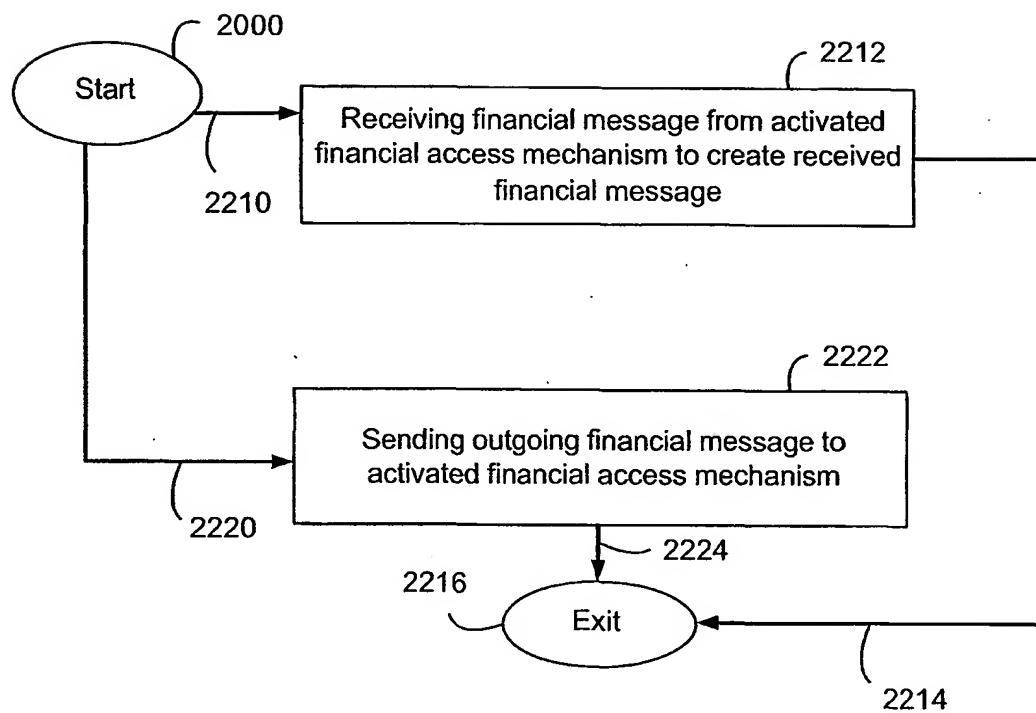 2000
Start
2212
Receiving financial message from activated
financial access mechanism to create received
financial message
2210
2222
Sending outgoing financial message to
activated financial access mechanism
2220
2224
2216
Exit
2214